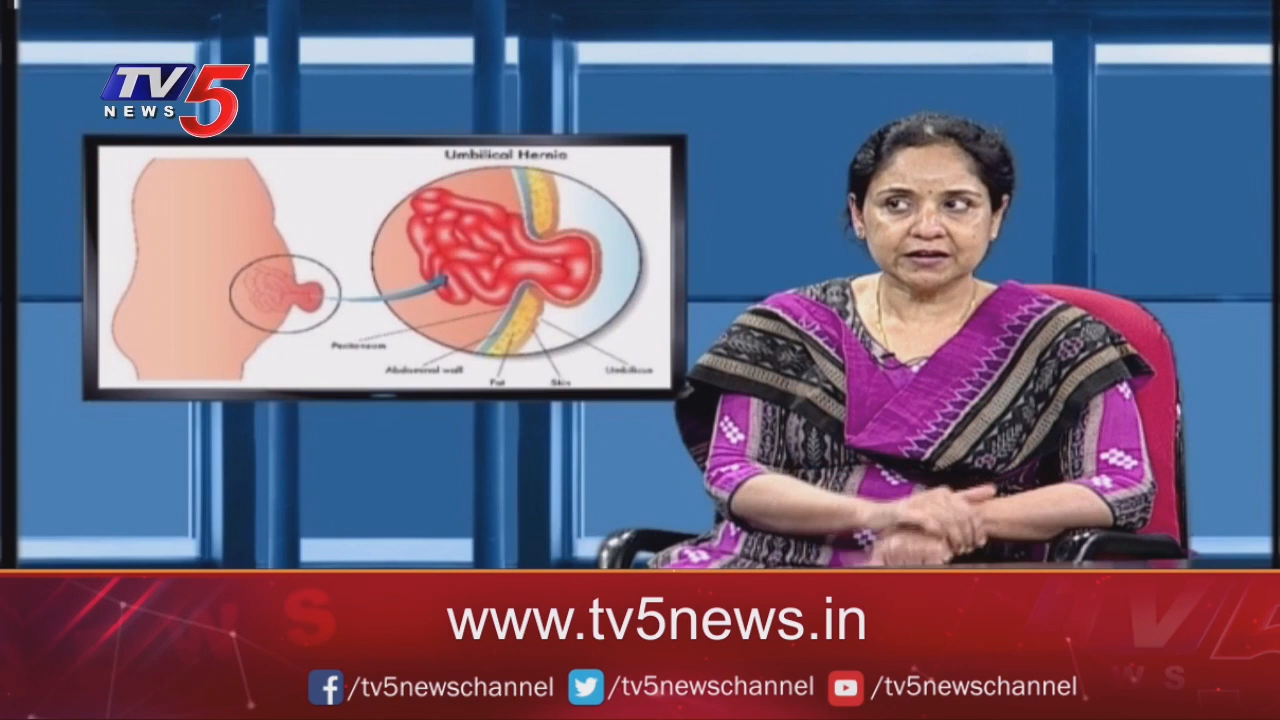 TV5
NEWS
Umbilical Hernia
Peritoneum
Abdominal wall
Fat
Skin
Umbilicus
www.tv5news.in
/tv5newschannel
/tv5newschannel
/tv5newschannel